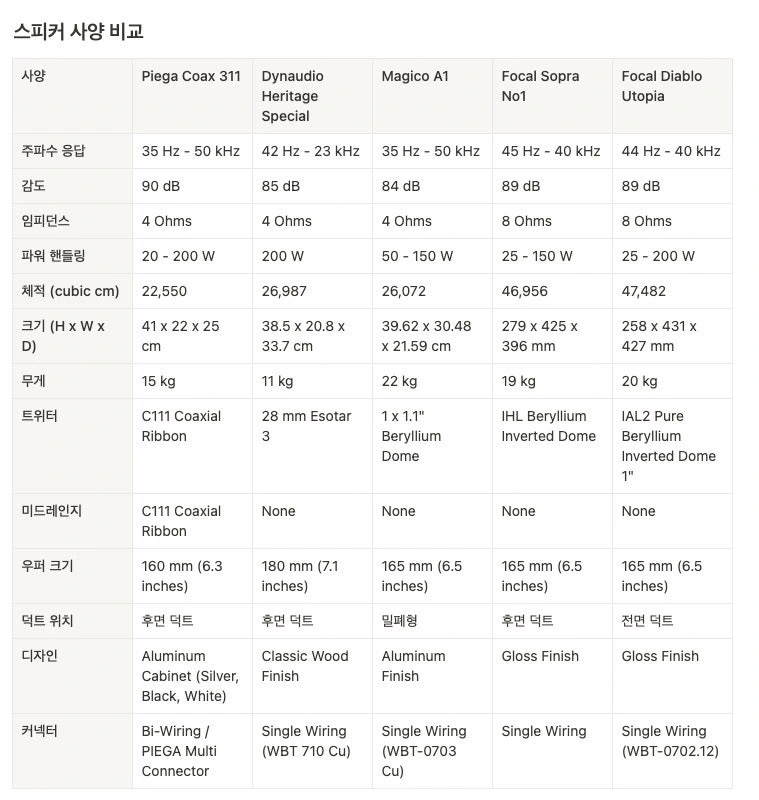 스피커 사양 비교
사양 Piega Coax 311 Dynaudio Heritage Special Magico A1 Focal Sopra No1 Focal Diablo Utopia
주파수 응답 35 Hz - 50 kHz 42 Hz - 23 kHz 35 Hz - 50 kHz 45 Hz - 40 kHz 44 Hz - 40 kHz
감도 90 dB 85 dB 84 dB 89 dB 89 dB
임피던스 4 Ohms 4 Ohms 4 Ohms 8 Ohms 8 Ohms
파워 핸들링 20 - 200 W 200 W 50 - 150 W 25 - 150 W 25 - 200 W
체적 (cubic cm) 22,550 26,987 26,072 46,956 47,482
크기 (H x W x D) 41 x 22 x 25 cm 38.5 x 20.8 x 33.7 cm 39.62 x 30.48 x 21.59 cm 279 x 425 x 396 mm 258 x 431 x 427 mm
무게 15 kg 11 kg 22 kg 19 kg 20 kg
트위터 C111 Coaxial Ribbon 28 mm Esotar 3 1 x 1.1" Beryllium Dome IHL Beryllium Inverted Dome IAL2 Pure Beryllium Inverted Dome 1"
미드레인지 C111 Coaxial Ribbon None None None None
우퍼 크기 160 mm (6.3 inches) 180 mm (7.1 inches) 165 mm (6.5 inches) 165 mm (6.5 inches) 165 mm (6.5 inches)
덕트 위치 후면 덕트 후면 덕트 밀폐형 후면 덕트 전면 덕트
디자인 Aluminum Cabinet (Silver, Black, White) Classic Wood Finish Aluminum Finish Gloss Finish Gloss Finish
커넥터 Bi-Wiring / PIEGA Multi Connector Single Wiring (WBT 710 Cu) Single Wiring (WBT-0703 Cu) Single Wiring Single Wiring (WBT-0702.12)